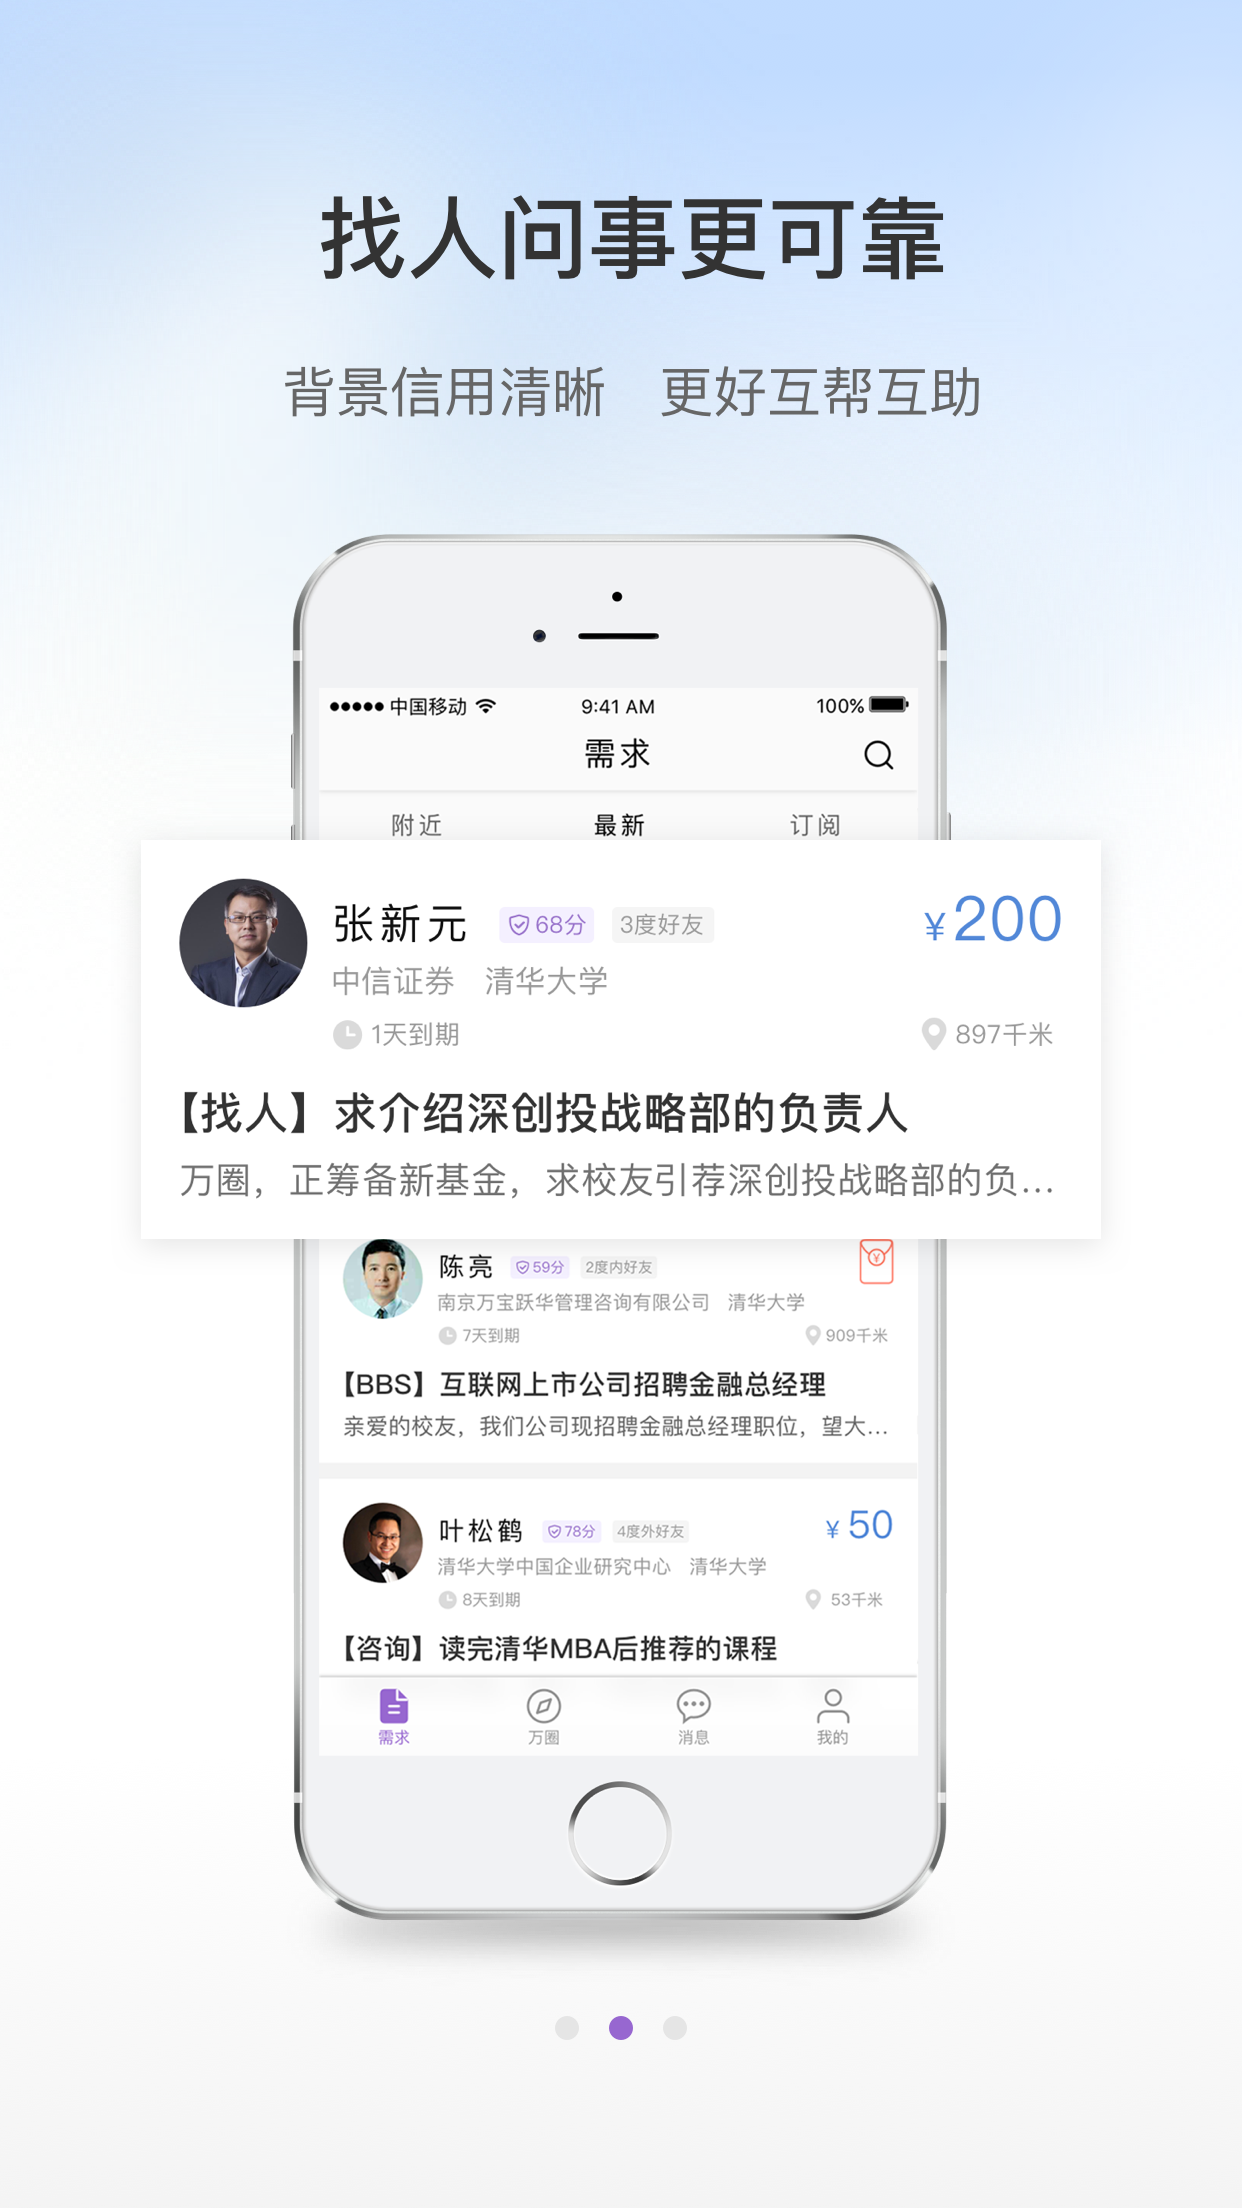 找人问事更可靠
背景信用清晰 更好互帮互助
中国移动 9:41 AM 100%
需求
附近 最新 订阅
张新元 68分 3度好友 ¥200
中信证券 清华大学
1天到期 897千米
【找人】求介绍深创投战略部的负责人
万圈，正筹备新基金，求校友引荐深创投战略部的负...
陈亮 59分 2度内好友 ¥
南京万宝跃华管理咨询有限公司 清华大学
7天到期 909千米
【BBS】互联网上市公司招聘金融总经理
亲爱的校友，我们公司现招聘金融总经理职位，望大...
叶松鹤 78分 4度外好友 ¥ 50
清华大学中国企业研究中心 清华大学
8天到期 53千米
【咨询】读完清华MBA后推荐的课程
需求 万圈 消息 我的